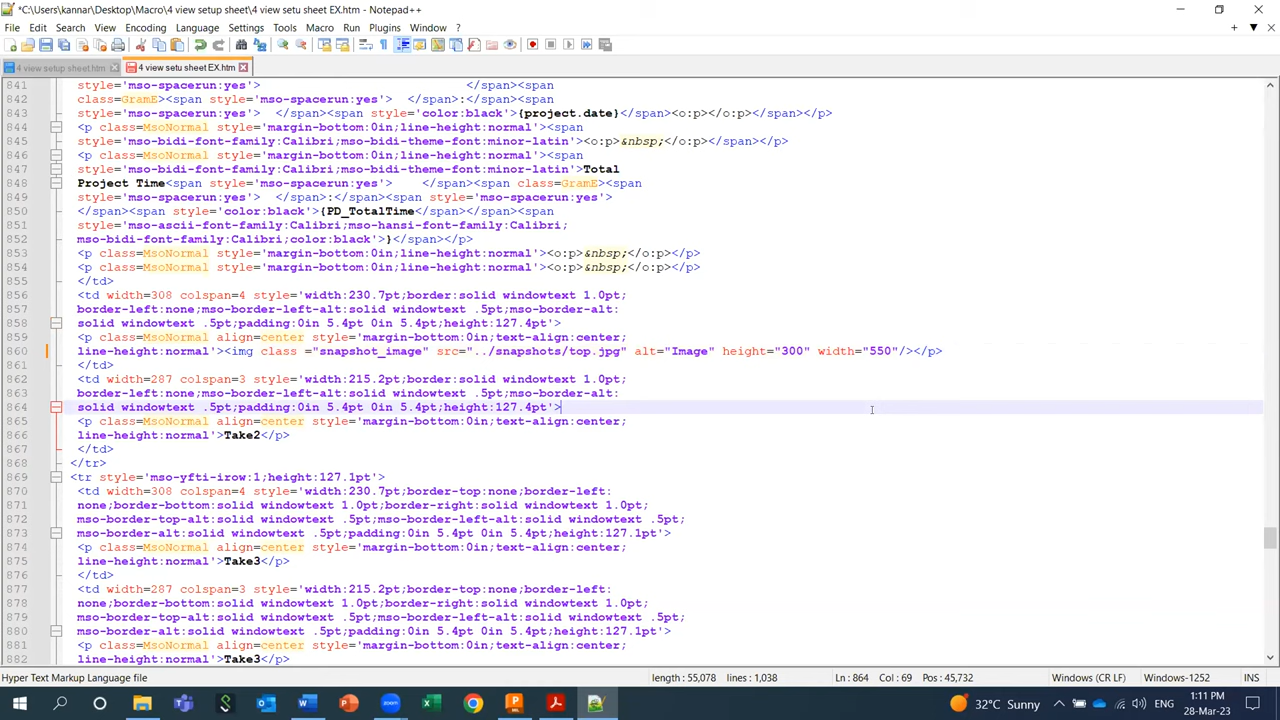 *C:\Users\kannar\Desktop\Macro\4 view setup sheet\4 view setu sheet EX.htm - Notepad++
File Edit Search View Encoding Language Settings Tools Macro Run Plugins Window ?
4 view setup sheet.htm 4 view setu sheet EX.htm
841 style='mso-spacerun:yes'> </span><span
842 class=GramE><span style='mso-spacerun:yes'> </span>:</span><span
843 style='mso-spacerun:yes'> </span><span style='color:black'>{project.date}</span><o:p></o:p></span></p>
844 <p class=MsoNormal style='margin-bottom:0in;line-height:normal'><span
845 style='mso-bidi-font-family:Calibri;mso-bidi-theme-font:minor-latin'><o:p>&nbsp;</o:p></span></p>
846 <p class=MsoNormal style='margin-bottom:0in;line-height:normal'><span
847 style='mso-bidi-font-family:Calibri;mso-bidi-theme-font:minor-latin'>Total
848 Project Time<span style='mso-spacerun:yes'> </span><span class=GramE><span
849 style='mso-spacerun:yes'> </span>:</span><span style='mso-spacerun:yes'>
850 </span><span style='color:black'>{PD_TotalTime</span></span><span
851 style='mso-ascii-font-family:Calibri;mso-hansi-font-family:Calibri;
852 mso-bidi-font-family:Calibri;color:black'>}</span></p>
853 <p class=MsoNormal style='margin-bottom:0in;line-height:normal'><o:p>&nbsp;</o:p></p>
854 <p class=MsoNormal style='margin-bottom:0in;line-height:normal'><o:p>&nbsp;</o:p></p>
855 </td>
856 <td width=308 colspan=4 style='width:230.7pt;border:solid windowtext 1.0pt;
857 border-left:none;mso-border-left-alt:solid windowtext .5pt;mso-border-alt:
858 solid windowtext .5pt;padding:0in 5.4pt 0in 5.4pt;height:127.4pt'>
859 <p class=MsoNormal align=center style='margin-bottom:0in;text-align:center;
860 line-height:normal'><img class ="snapshot_image" src="../snapshots/top.jpg" alt="Image" height="300" width="550"/></p>
861 </td>
862 <td width=287 colspan=3 style='width:215.2pt;border:solid windowtext 1.0pt;
863 border-left:none;mso-border-left-alt:solid windowtext .5pt;mso-border-alt:
864 solid windowtext .5pt;padding:0in 5.4pt 0in 5.4pt;height:127.4pt'>
865 <p class=MsoNormal align=center style='margin-bottom:0in;text-align:center;
866 line-height:normal'>Take2</p>
867 </td>
868 </tr>
869 <tr style='mso-yfti-irow:1;height:127.1pt'>
870 <td width=308 colspan=4 style='width:230.7pt;border-top:none;border-left:
871 none;border-bottom:solid windowtext 1.0pt;border-right:solid windowtext 1.0pt;
872 mso-border-top-alt:solid windowtext .5pt;mso-border-left-alt:solid windowtext .5pt;
873 mso-border-alt:solid windowtext .5pt;padding:0in 5.4pt 0in 5.4pt;height:127.1pt'>
874 <p class=MsoNormal align=center style='margin-bottom:0in;text-align:center;
875 line-height:normal'>Take3</p>
876 </td>
877 <td width=287 colspan=3 style='width:215.2pt;border-top:none;border-left:
878 none;border-bottom:solid windowtext 1.0pt;border-right:solid windowtext 1.0pt;
879 mso-border-top-alt:solid windowtext .5pt;mso-border-left-alt:solid windowtext .5pt;
880 mso-border-alt:solid windowtext .5pt;padding:0in 5.4pt 0in 5.4pt;height:127.1pt'>
881 <p class=MsoNormal align=center style='margin-bottom:0in;text-align:center;
882 line-height:normal'>Take3</p>
Hyper Text Markup Language file length : 55,078 lines : 1,038 Ln : 864 Col : 69 Pos : 45,732 Windows (CR LF) Windows-1252 INS
32°C Sunny ENG 1:11 PM
28-Mar-23